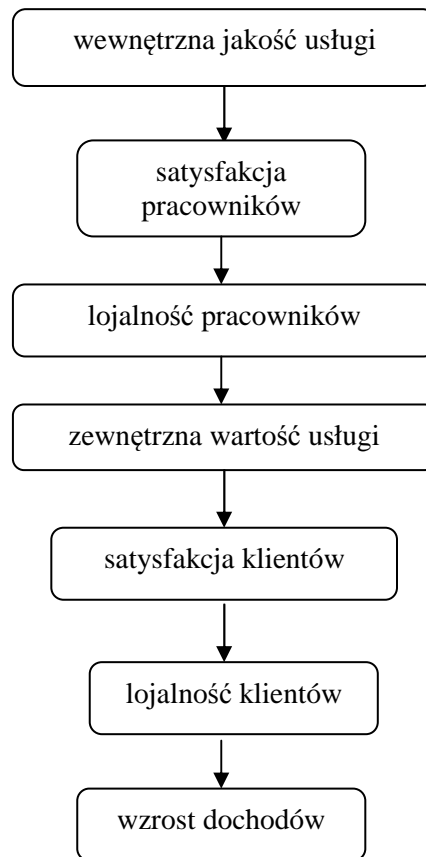 wewnętrzna jakość usługi
satysfakcja
pracowników
lojalność pracowników
zewnętrzna wartość usługi
satysfakcja klientów
lojalność klientów
wzrost dochodów